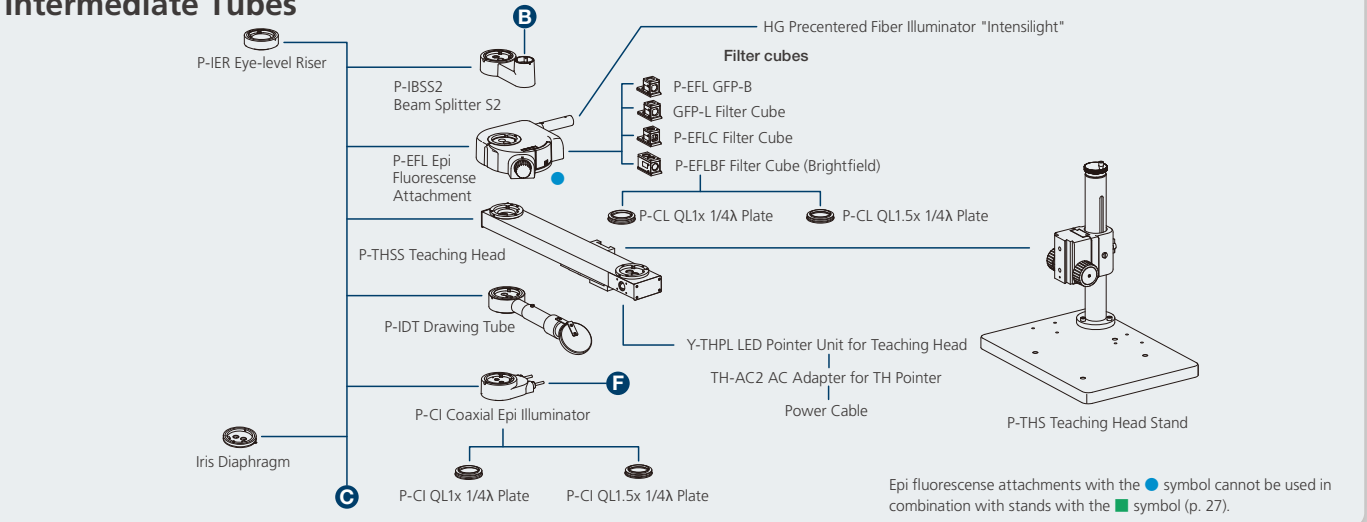 Intermediate Tubes
B
HG Precentered Fiber Illuminator "Intensilight"
P-IER Eye-level Riser
Filter cubes
P-IBSS2
Beam Splitter S2
P-EFL GFP-B
GFP-L Filter Cube
P-EFLC Filter Cube
P-EFL Epi
Fluorescense
Attachment
P-EFLBF Filter Cube (Brightfield)
P-CL QL1x 1/4λ Plate
P-CL QL1.5x 1/4λ Plate
P-THSS Teaching Head
P-IDT Drawing Tube
Y-THPL LED Pointer Unit for Teaching Head
TH-AC2 AC Adapter for TH Pointer
Power Cable
F
P-CI Coaxial Epi Illuminator
P-THS Teaching Head Stand
Iris Diaphragm
P-CI QL1x 1/4λ Plate
P-CI QL1.5x 1/4λ Plate
C
Epi fluorescense attachments with the ● symbol cannot be used in
combination with stands with the ■ symbol (p. 27).